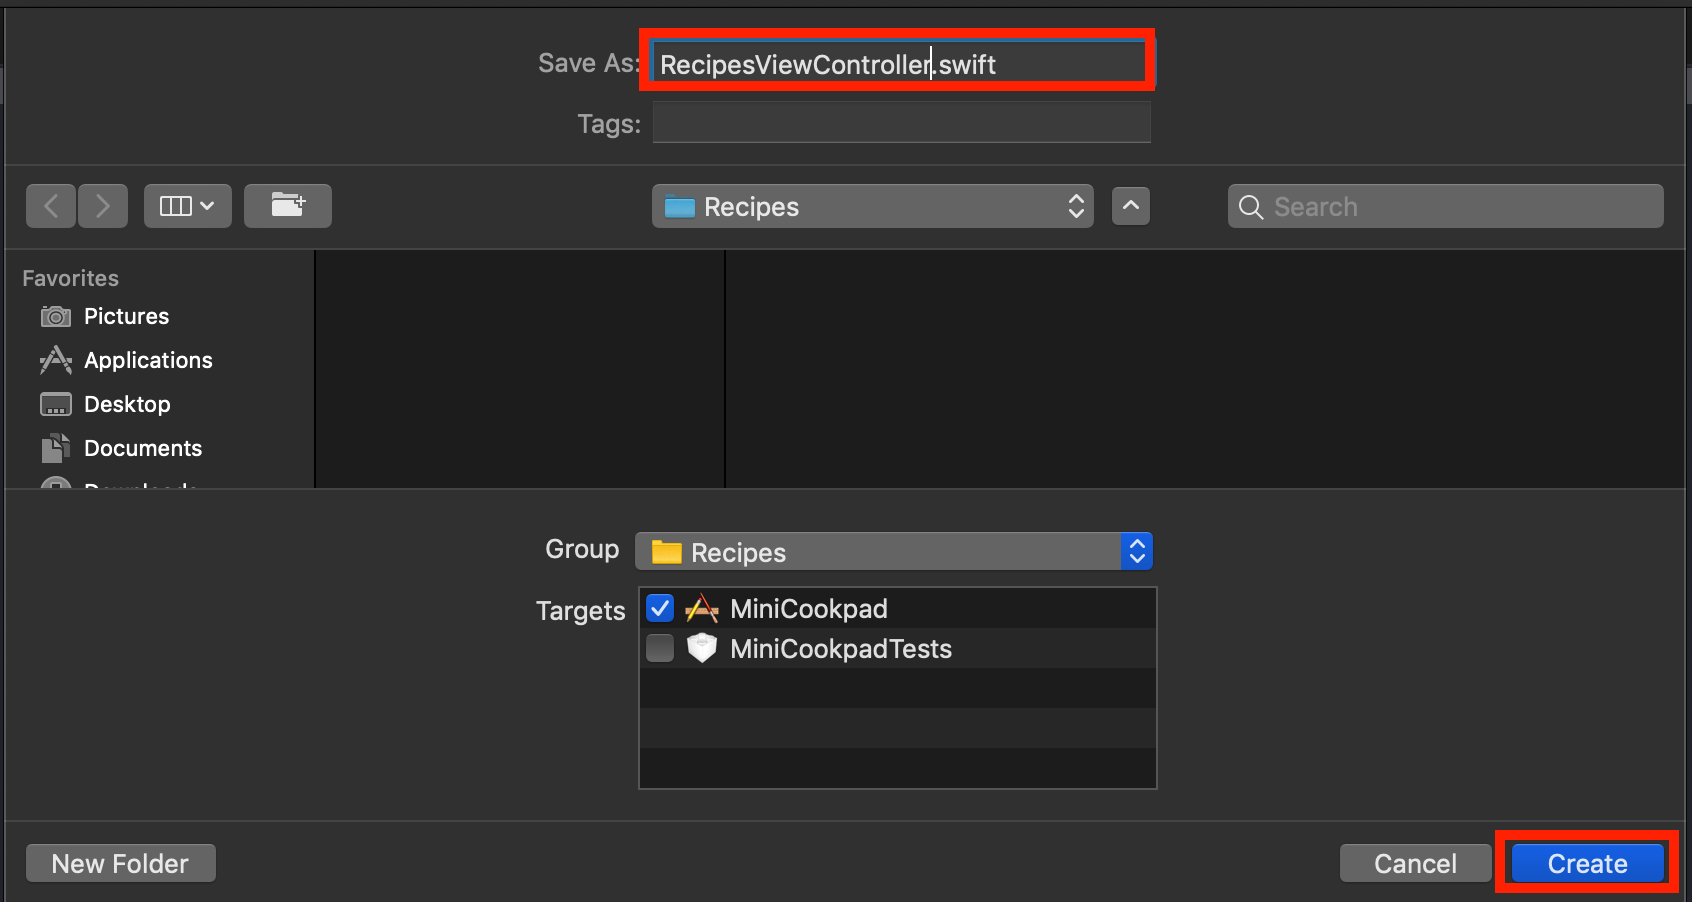 Save As: RecipesViewController.swift
Tags:
Recipes
Search
Favorites
Pictures
Applications
Desktop
Documents
Group Recipes
Targets MiniCookpad
MiniCookpadTests
New Folder Cancel Create